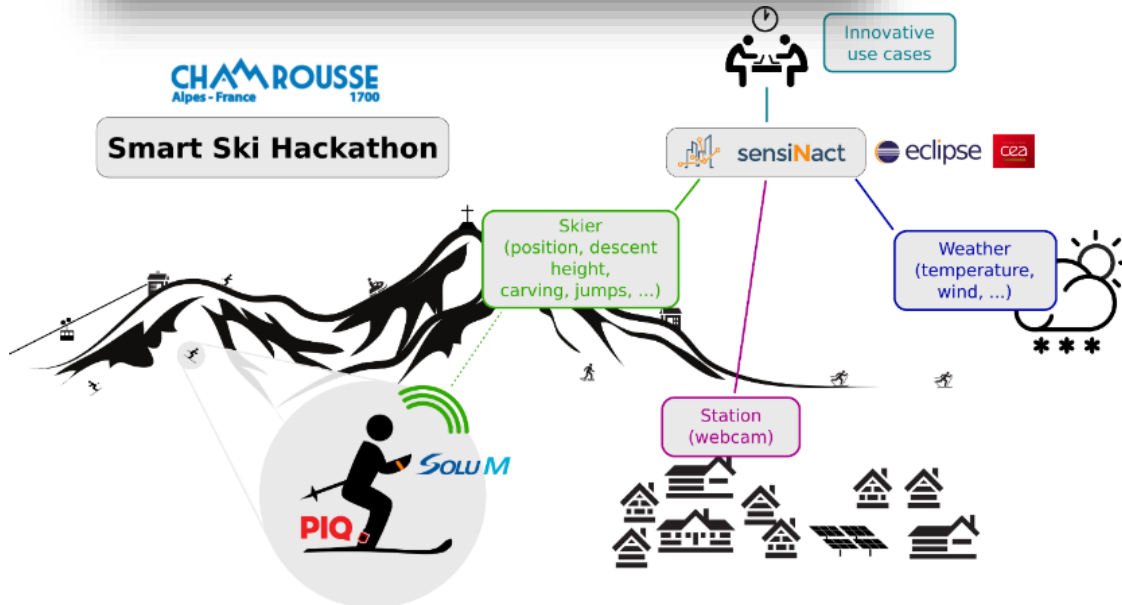 Innovative
use cases
CHAMROUSSE
Alpes - France 1700
Smart Ski Hackathon
sensiNact
eclipse
cea
Skier
(position, descent
height,
carving, jumps, ...)
Weather
(temperature,
wind, ...)
Station
(webcam)
SOLUM
PIQ